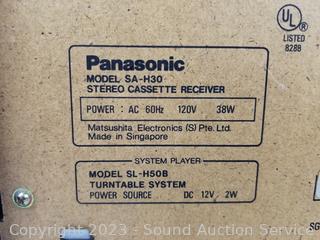 UL
LISTED
828B
Panasonic
MODEL SA-H30
STEREO CASSETTE RECEIVER
POWER : AC 60Hz 120V 38W
Matsushita Electronics (S) Pte. Ltd.
Made in Singapore
SYSTEM PLAYER
MODEL SL-H50B
TURNTABLE SYSTEM
POWER SOURCE DC 12V 2W
SG
Copyright 2023 - Sound Auction Service